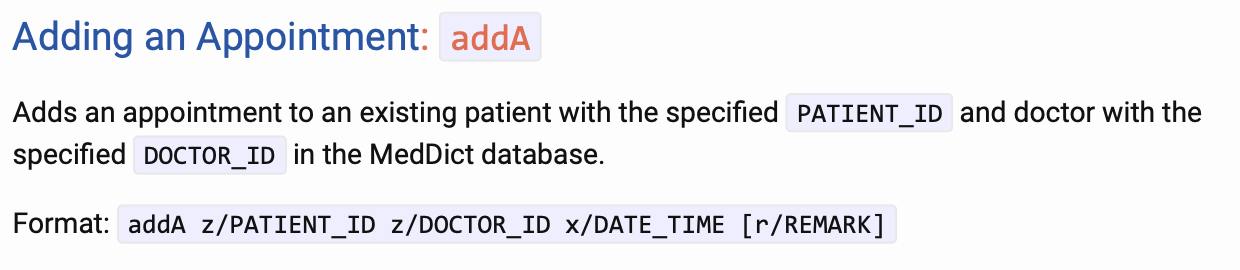 Adding an Appointment: addA
Adds an appointment to an existing patient with the specified PATIENT_ID and doctor with the
specified DOCTOR_ID in the MedDict database.
Format: addA z/PATIENT_ID z/DOCTOR_ID x/DATE_TIME [r/REMARK]